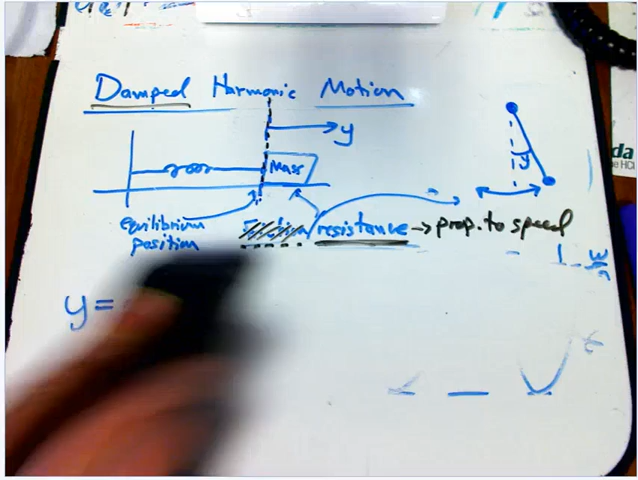 Damped Harmonic Motion
y
Mass
y
equilibrium
position
resistance → prop. to speed
y =